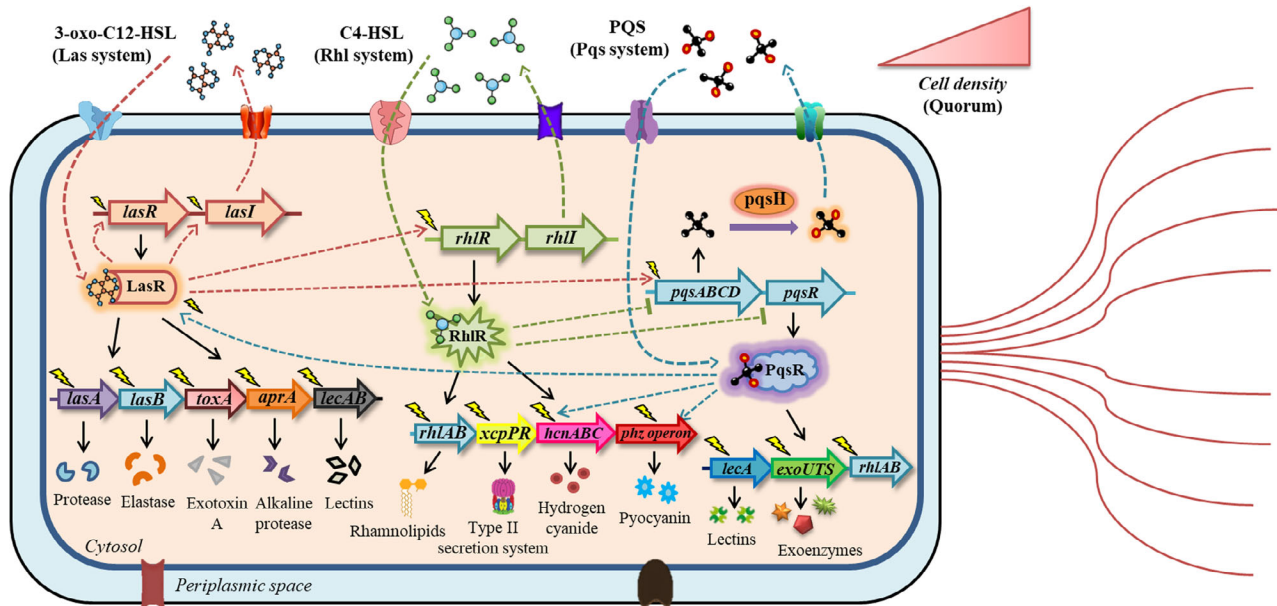 3-oxo-C12-HSL
(Las system)
C4-HSL
(Rhl system)
PQS
(Pqs system)
Cell density
(Quorum)
lasR
lasI
rhlR
rhlI
pqsH
LasR
pqsABCD
pqsR
RhlR
PqsR
lasA
lasB
toxA
aprA
lecAB
rhlAB
xcpPR
hcnABC
phz operon
lecA
exoUTS
rhlAB
Protease
Elastase
Exotoxin
A
Alkaline
protease
Lectins
Rhamnolipids
Type II
secretion system
Hydrogen
cyanide
Pyocyanin
Lectins
Exoenzymes
Cytosol
Periplasmic space